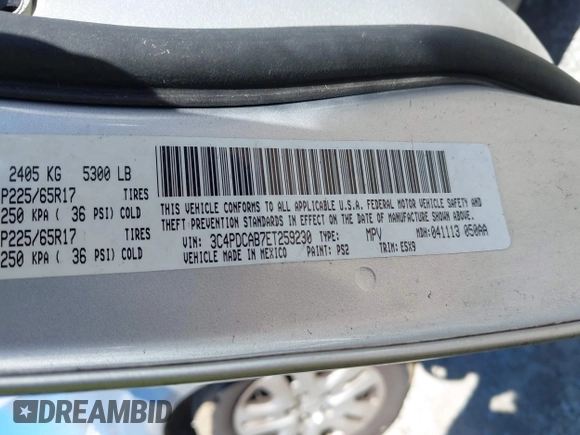 2405 KG 5300 LB
P225/65R17 TIRES
250 KPA ( 36 PSI) COLD
P225/65R17 TIRES
250 KPA ( 36 PSI) COLD
THIS VEHICLE CONFORMS TO ALL APPLICABLE U.S.A. FEDERAL MOTOR VEHICLE, SAFETY, BUMPER, AND
THEFT PREVENTION STANDARDS IN EFFECT ON THE DATE OF MANUFACTURE SHOWN ABOVE.
VIN: 3C4PDCAB7ET259230 TYPE: MPV MDH: 041113 050AA
VEHICLE MADE IN MEXICO PAINT: PS2 TRIM: ESX9
DREAMBID